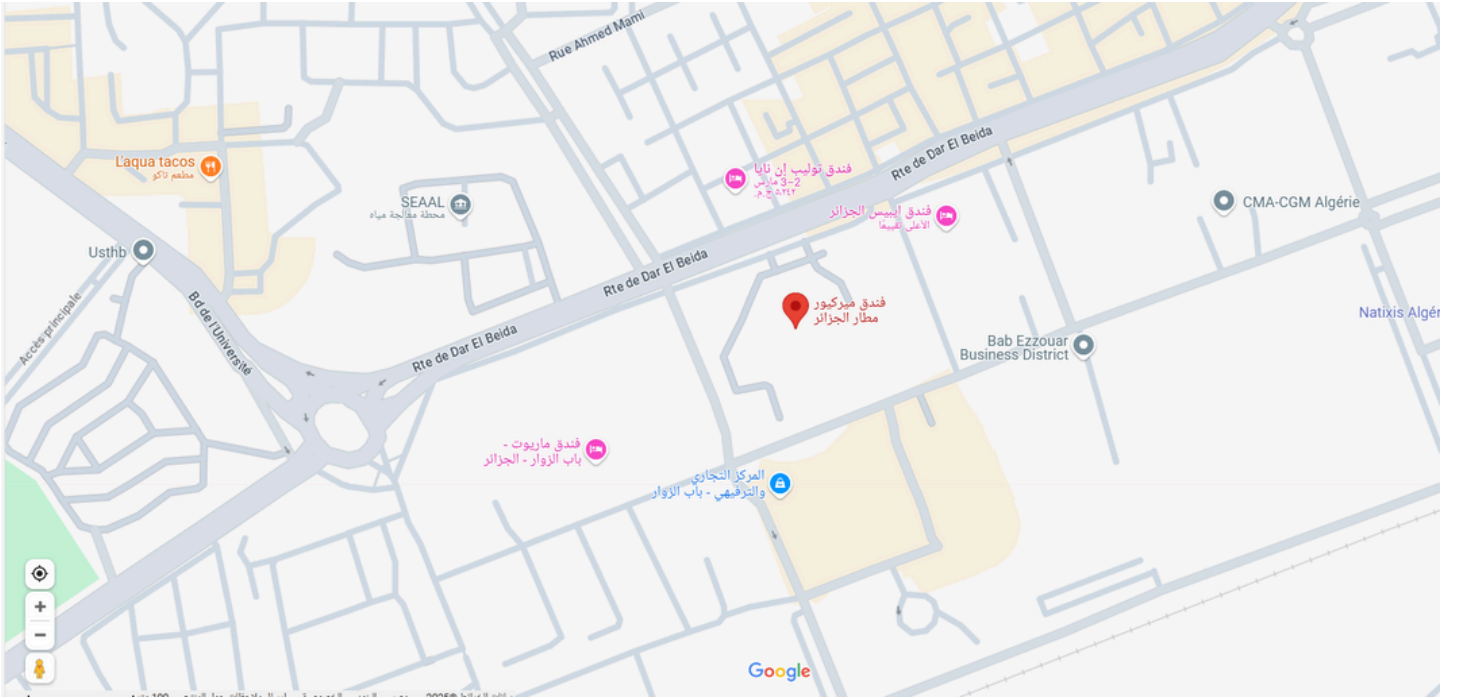 Rue Ahmed Mami
Rte de Dar El Beida
L'aqua tacos
مطعم تاكو
فندق توليب إن تايا
2–3 مارس
SEAAL
محطة معالجة مياه
فندق ايبيس الجزائر
الأعلى تقييمًا
CMA-CGM Algérie
Usthb
Rte de Dar El Beida
Accès principale
Bd de l'Université
فندق ميركيور
مطار الجزائر
Natixis Algér
Rte de Dar El Beida
Bab Ezzouar
Business District
فندق ماريوت -
باب الزوار - الجزائر
المركز التجاري
والترفيهي - باب الزوار
Google